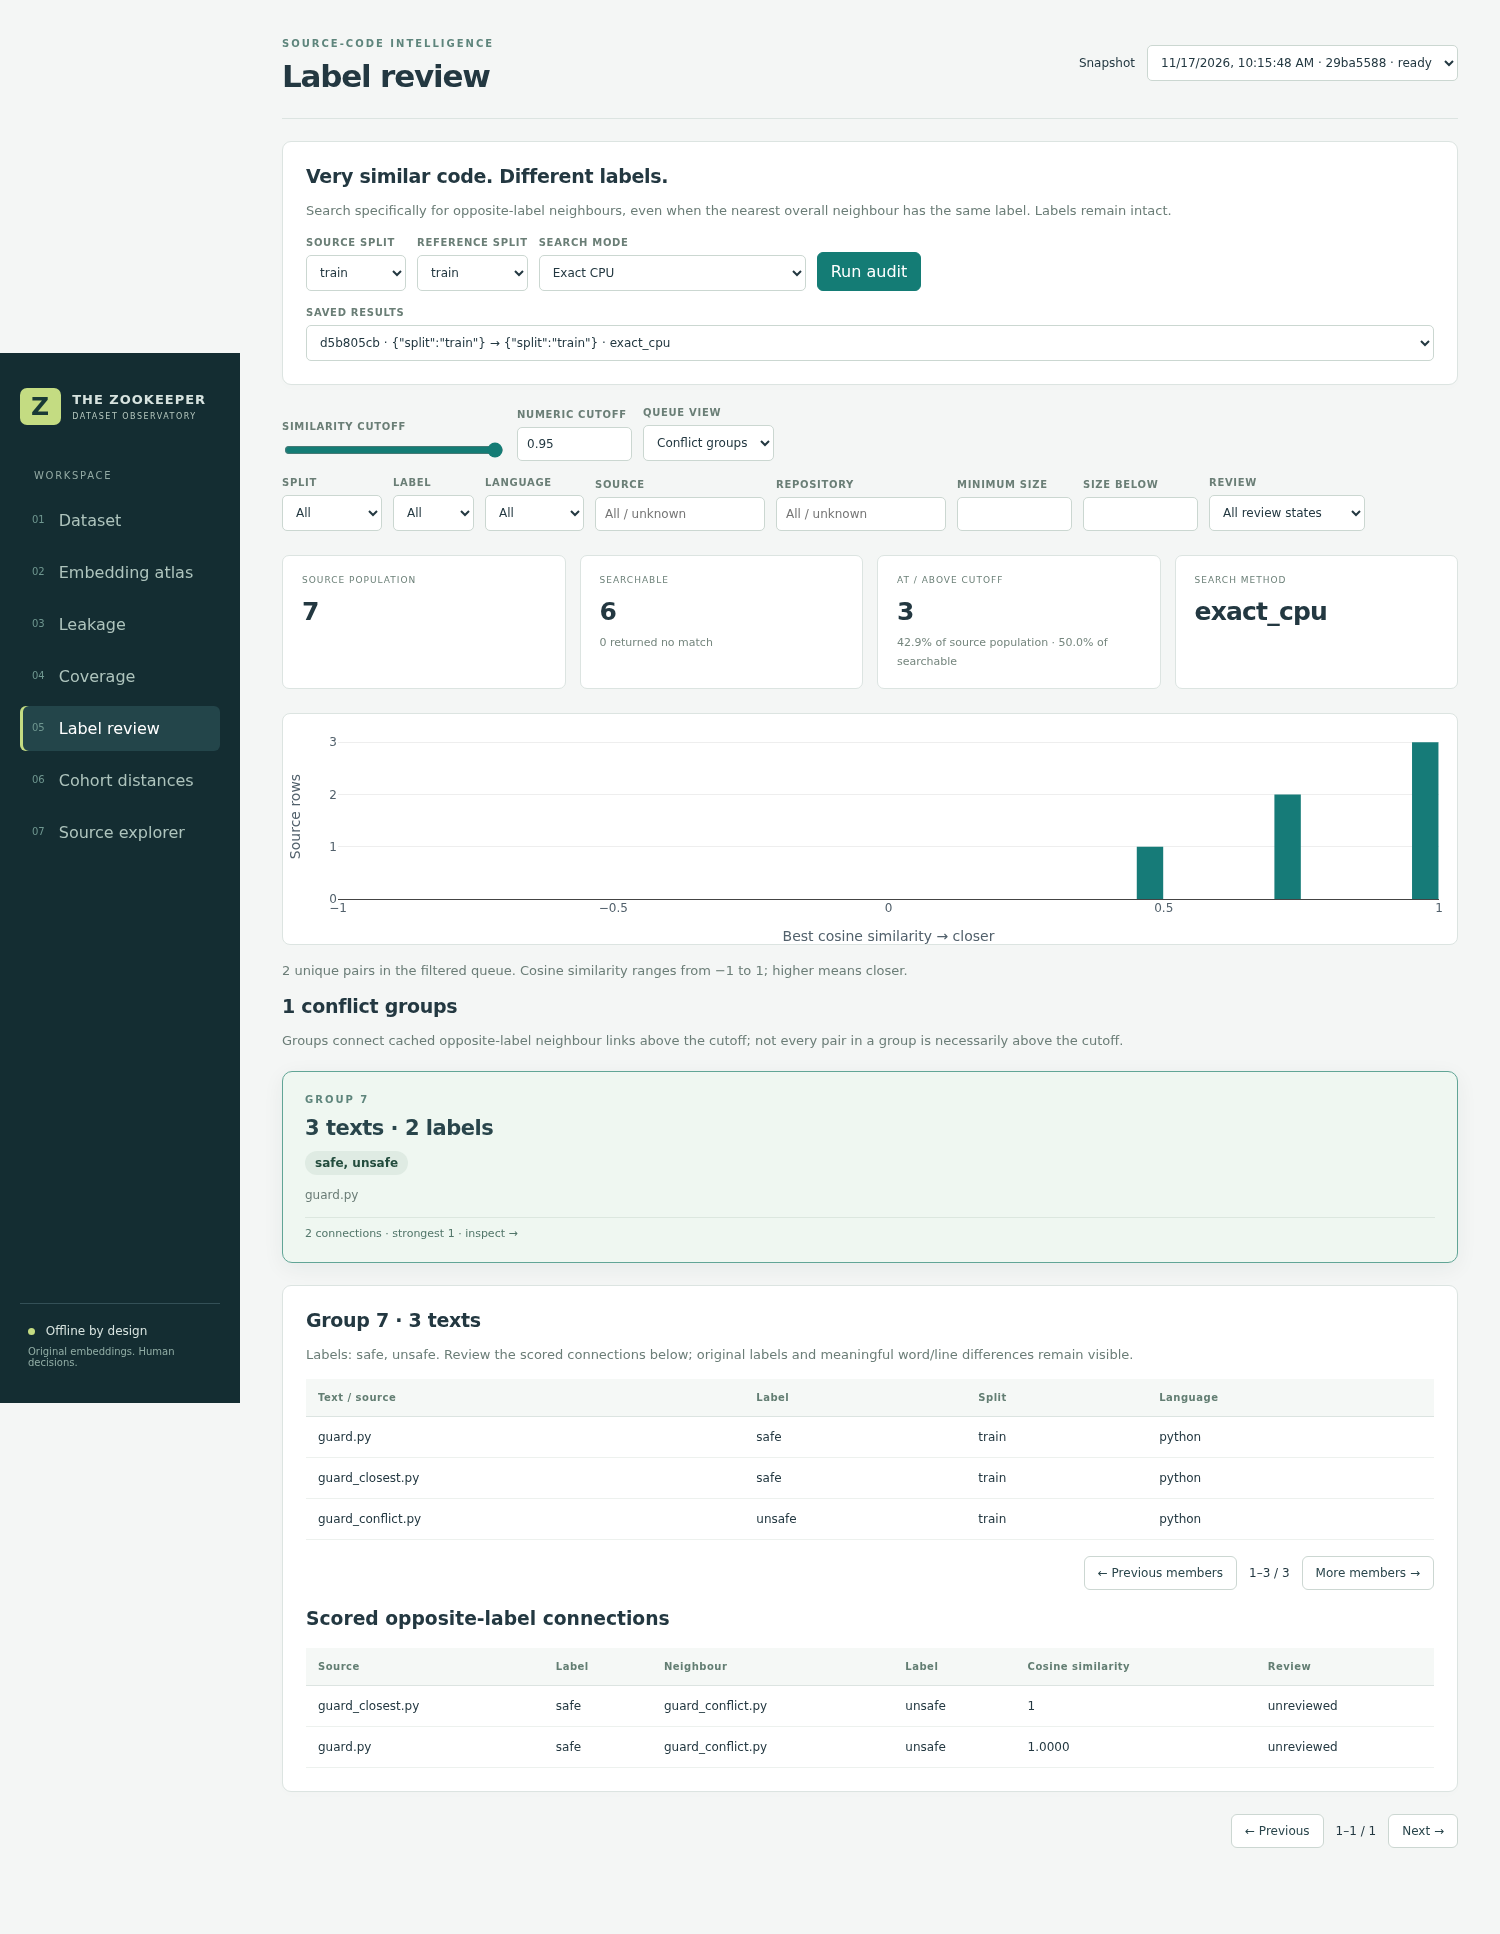 SOURCE-CODE INTELLIGENCE
Label review
Snapshot
11/17/2026, 10:15:48 AM · 29ba5588 · ready
Very similar code. Different labels.
Search specifically for opposite-label neighbours, even when the nearest overall neighbour has the same label. Labels remain intact.
SOURCE SPLIT REFERENCE SPLIT SEARCH MODE
train train Exact CPU Run audit
SAVED RESULTS
d5b805cb · {"split":"train"} → {"split":"train"} · exact_cpu
Z
THE ZOOKEEPER
DATASET OBSERVATORY
WORKSPACE
01 Dataset
02 Embedding atlas
03 Leakage
04 Coverage
05 Label review
06 Cohort distances
07 Source explorer
Offline by design
Original embeddings. Human
decisions.
SIMILARITY CUTOFF NUMERIC CUTOFF QUEUE VIEW
0.95 Conflict groups
SPLIT LABEL LANGUAGE SOURCE REPOSITORY MINIMUM SIZE SIZE BELOW REVIEW
All All All All / unknown All / unknown All review states
SOURCE POPULATION
7
SEARCHABLE
6
0 returned no match
AT / ABOVE CUTOFF
3
42.9% of source population · 50.0% of
searchable
SEARCH METHOD
exact_cpu
Source rows
3
2
1
0
−1 −0.5 0 0.5 1
Best cosine similarity → closer
2 unique pairs in the filtered queue. Cosine similarity ranges from −1 to 1; higher means closer.
1 conflict groups
Groups connect cached opposite-label neighbour links above the cutoff; not every pair in a group is necessarily above the cutoff.
GROUP 7
3 texts · 2 labels
safe, unsafe
guard.py
2 connections · strongest 1 · inspect →
Group 7 · 3 texts
Labels: safe, unsafe. Review the scored connections below; original labels and meaningful word/line differences remain visible.
Text / source Label Split Language
guard.py safe train python
guard_closest.py safe train python
guard_conflict.py unsafe train python
← Previous members 1–3 / 3 More members →
Scored opposite-label connections
Source Label Neighbour Label Cosine similarity Review
guard_closest.py safe guard_conflict.py unsafe 1 unreviewed
guard.py safe guard_conflict.py unsafe 1.0000 unreviewed
← Previous 1–1 / 1 Next →